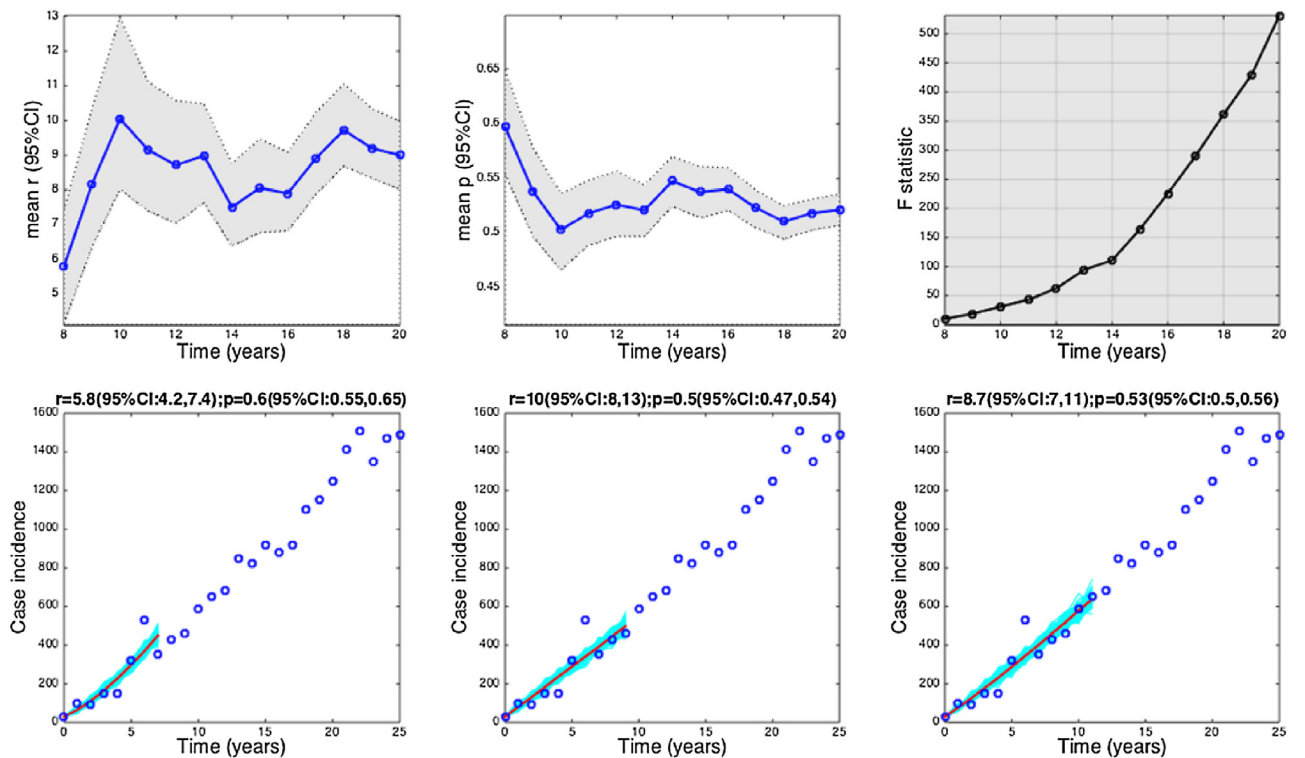 13
12
11
10
9
8
7
6
5
mean r (95%CI)
8 10 12 14 16 18 20
Time (years)
0.65
0.6
0.55
0.5
0.45
mean p (95%CI)
8 10 12 14 16 18 20
Time (years)
500
450
400
350
300
250
200
150
100
50
0
F statistic
8 10 12 14 16 18 20
Time (years)
r=5.8(95%CI:4.2,7.4);p=0.6(95%CI:0.55,0.65)
1600
1400
1200
1000
800
600
400
200
0
Case incidence
0 5 10 15 20 25
Time (years)
r=10(95%CI:8,13);p=0.5(95%CI:0.47,0.54)
1600
1400
1200
1000
800
600
400
200
0
Case incidence
0 5 10 15 20 25
Time (years)
r=8.7(95%CI:7,11);p=0.53(95%CI:0.5,0.56)
1600
1400
1200
1000
800
600
400
200
0
Case incidence
0 5 10 15 20 25
Time (years)